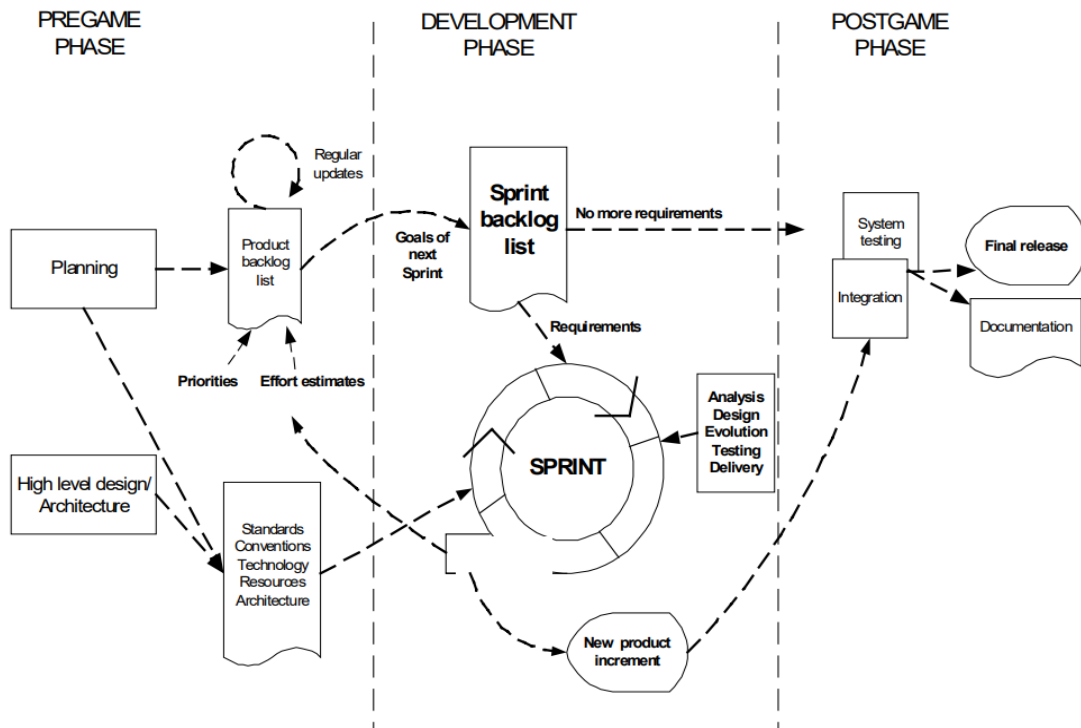 PREGAME
PHASE
DEVELOPMENT
PHASE
POSTGAME
PHASE
Regular
updates
Planning
Product
backlog
list
Goals of
next
Sprint
Sprint
backlog
list
No more requirements
System
testing
Integration
Final release
Documentation
Priorities
Effort estimates
Requirements
High level design/
Architecture
Standards
Conventions
Technology
Resources
Architecture
SPRINT
Analysis
Design
Evolution
Testing
Delivery
New product
increment